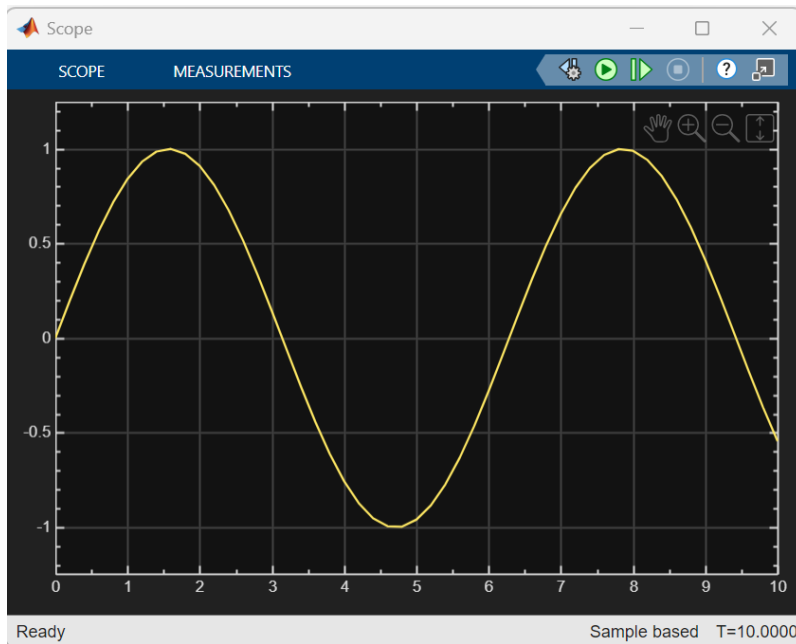 Scope
SCOPE MEASUREMENTS ?
1
0.5
0
-0.5
-1
0 1 2 3 4 5 6 7 8 9 10
Ready Sample based T=10.0000